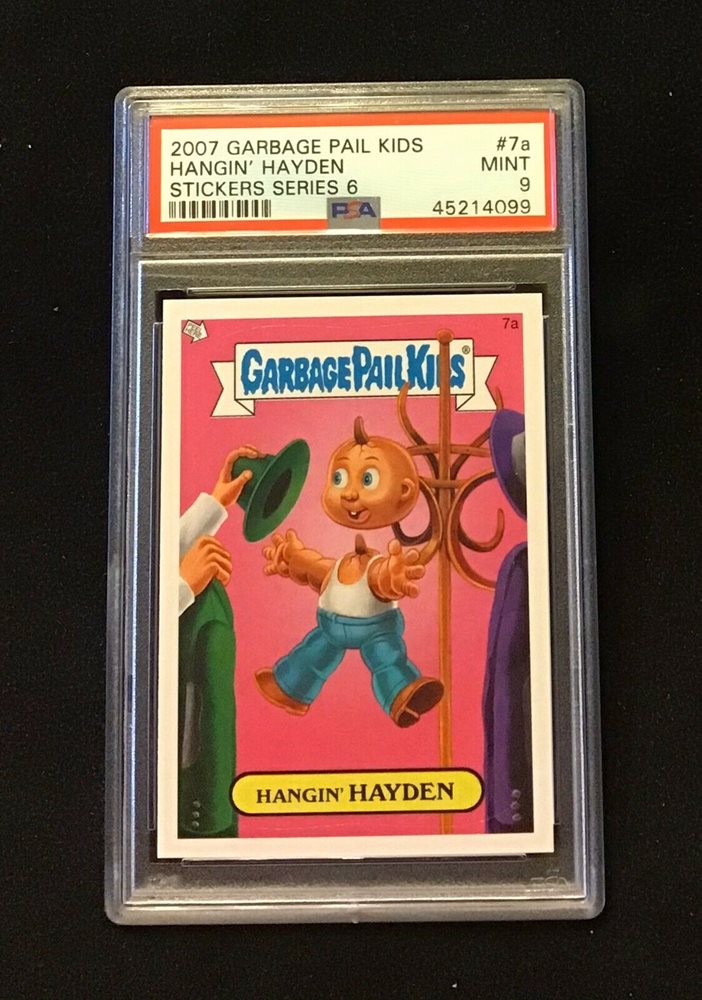 2007 GARBAGE PAIL KIDS #7a
HANGIN' HAYDEN MINT
STICKERS SERIES 6 9
PSA 45214099
7a
GARBAGE PAIL KIDS®
HANGIN' HAYDEN